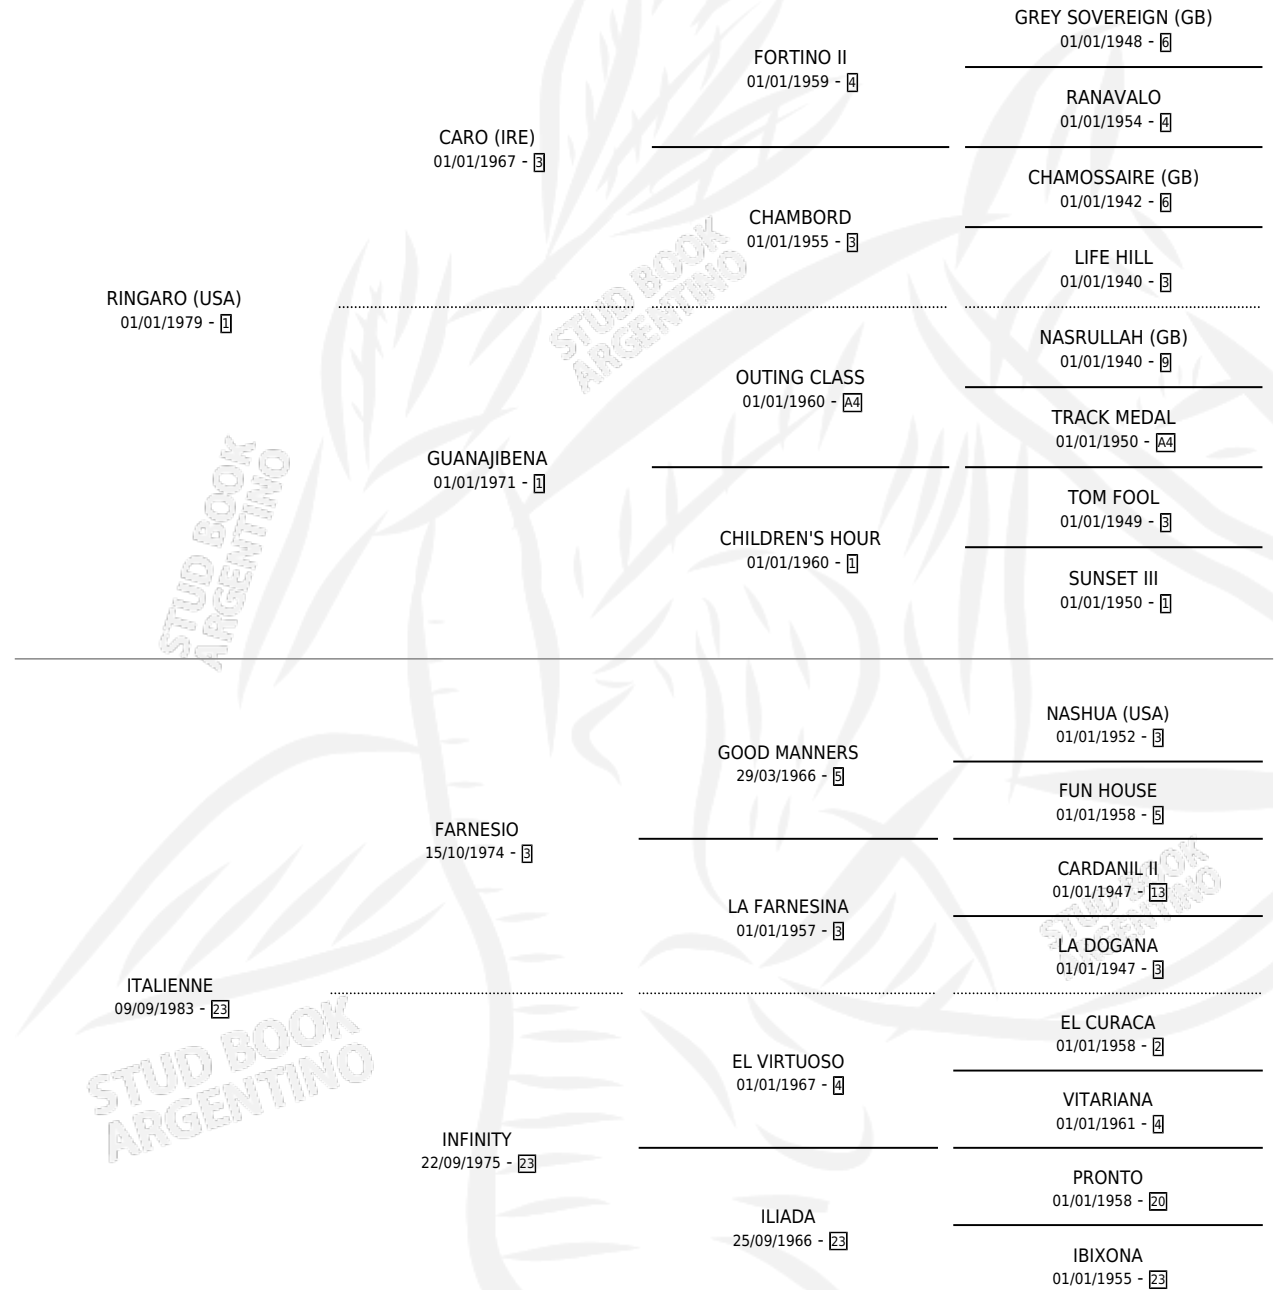 GREY SOVEREIGN (GB)
01/01/1948 - 6
FORTINO II
01/01/1959 - 4
RANAVALO
01/01/1954 - 4
CARO (IRE)
01/01/1967 - 3
CHAMOSSAIRE (GB)
01/01/1942 - 6
CHAMBORD
01/01/1955 - 3
LIFE HILL
01/01/1940 - 3
RINGARO (USA)
01/01/1979 - 1
NASRULLAH (GB)
01/01/1940 - 9
OUTING CLASS
01/01/1960 - A4
TRACK MEDAL
01/01/1950 - A4
GUANAJIBENA
01/01/1971 - 1
TOM FOOL
01/01/1949 - 3
CHILDREN'S HOUR
01/01/1960 - 1
SUNSET III
01/01/1950 - 1
NASHUA (USA)
01/01/1952 - 3
GOOD MANNERS
29/03/1966 - 5
FUN HOUSE
01/01/1958 - 5
FARNESIO
15/10/1974 - 3
CARDANIL II
01/01/1947 - 13
LA FARNESINA
01/01/1957 - 3
LA DOGANA
01/01/1947 - 3
ITALIENNE
09/09/1983 - 23
EL CURACA
01/01/1958 - 2
EL VIRTUOSO
01/01/1967 - 4
VITARIANA
01/01/1961 - 4
INFINITY
22/09/1975 - 23
PRONTO
01/01/1958 - 20
ILIADA
25/09/1966 - 23
IBIXONA
01/01/1955 - 23
STUD BOOK
ARGENTINO
STUD BOOK
ARGENTINO
STUD BOOK
ARGENTINO
STUD BOOK
ARGENTINO